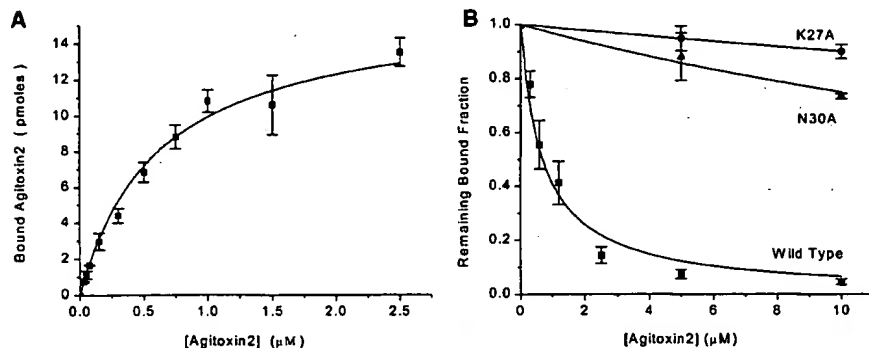 A
14
12
10
8
6
4
2
0
Bound Agitoxin2 ( pmoles )
0.0 0.5 1.0 1.5 2.0 2.5
[Agitoxin2] (μM)
B
1.0
0.8
0.6
0.4
0.2
0.0
Remaining Bound Fraction
K27A
N30A
Wild Type
0 2 4 6 8 10
[Agitoxin2] (μM)